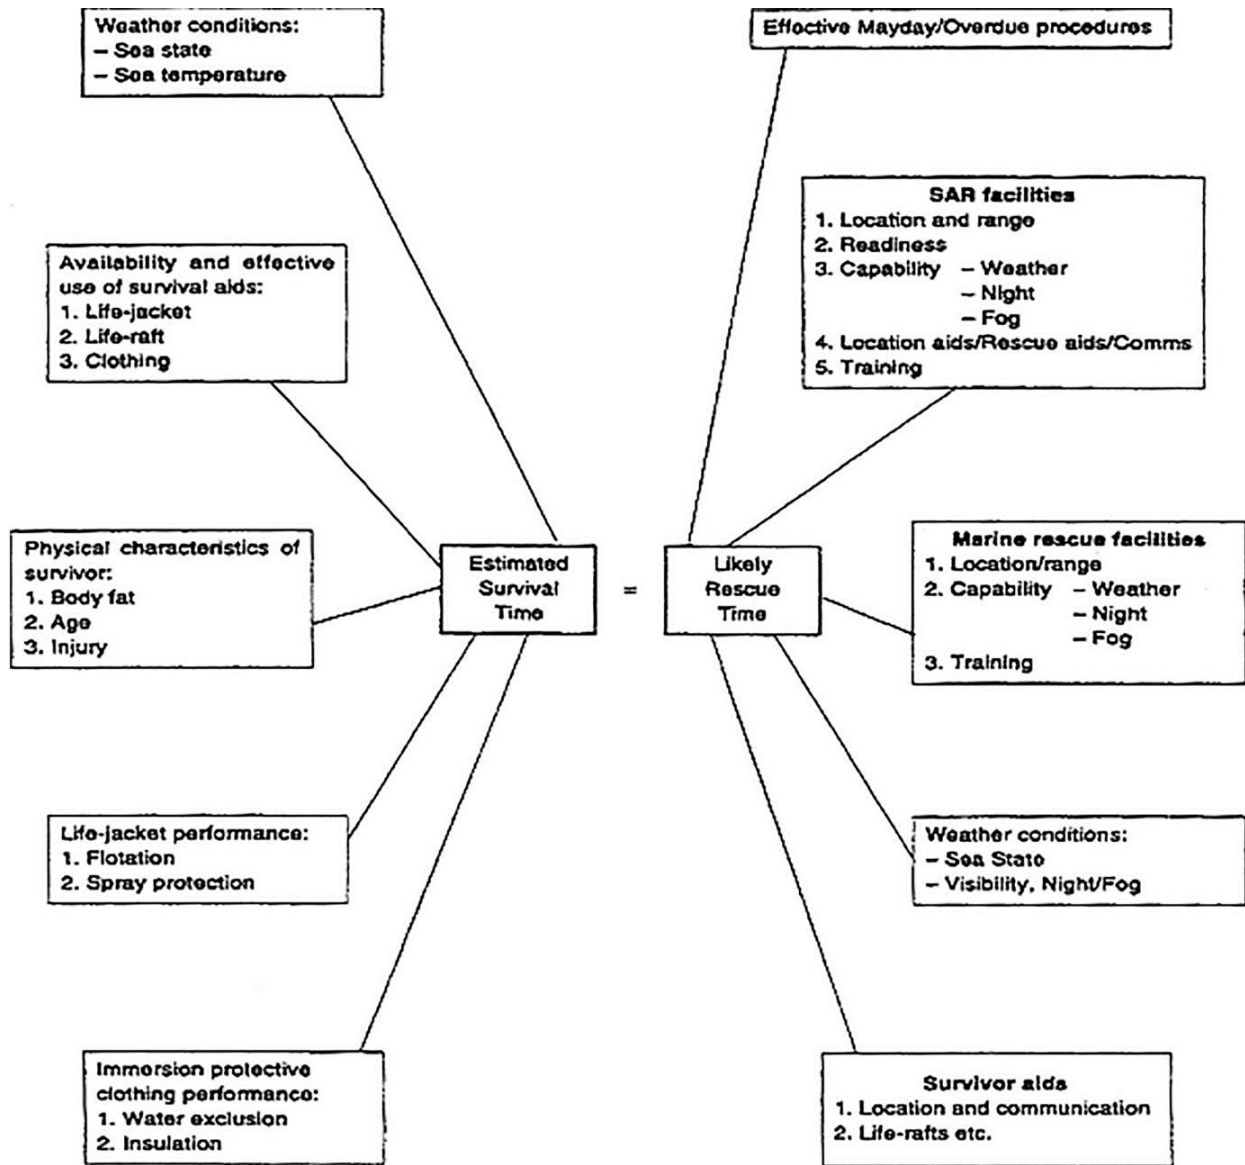 Weather conditions:
– Sea state
– Sea temperature
Effective Mayday/Overdue procedures
SAR facilities
1. Location and range
2. Readiness
3. Capability – Weather
– Night
– Fog
4. Location aids/Rescue aids/Comms
5. Training
Availability and effective
use of survival aids:
1. Life-jacket
2. Life-raft
3. Clothing
Physical characteristics of
survivor:
1. Body fat
2. Age
3. Injury
Estimated
Survival
Time
=
Likely
Rescue
Time
Marine rescue facilities
1. Location/range
2. Capability – Weather
– Night
– Fog
3. Training
Life-jacket performance:
1. Flotation
2. Spray protection
Weather conditions:
– Sea State
– Visibility, Night/Fog
Immersion protective
clothing performance:
1. Water exclusion
2. Insulation
Survivor aids
1. Location and communication
2. Life-rafts etc.